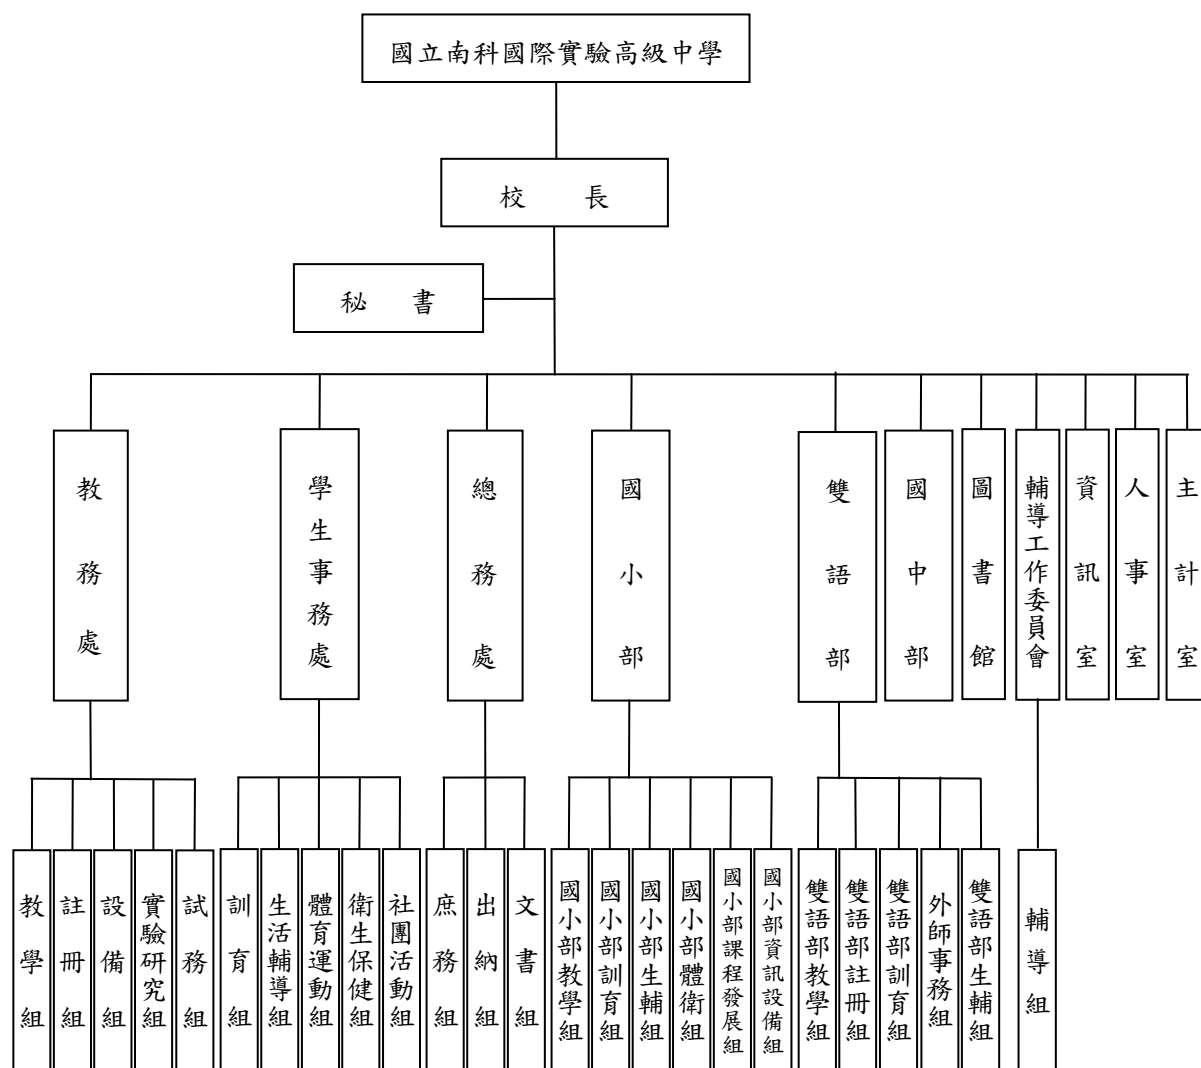 國立南科國際實驗高級中學
校長
秘書
教務處
學生事務處
總務處
國小部
雙語部
國中部
圖書館
輔導工作委員會
資訊室
人事室
主計室
教學組
註冊組
設備組
實驗研究組
試務組
訓育組
生活輔導組
體育運動組
衛生保健組
社團活動組
庶務組
出納組
文書組
國小部教學組
國小部訓育組
國小部生輔組
國小部體衛組
國小部課程發展組
國小部資訊設備組
雙語部教學組
雙語部註冊組
雙語部訓育組
外師事務組
雙語部生輔組
輔導組